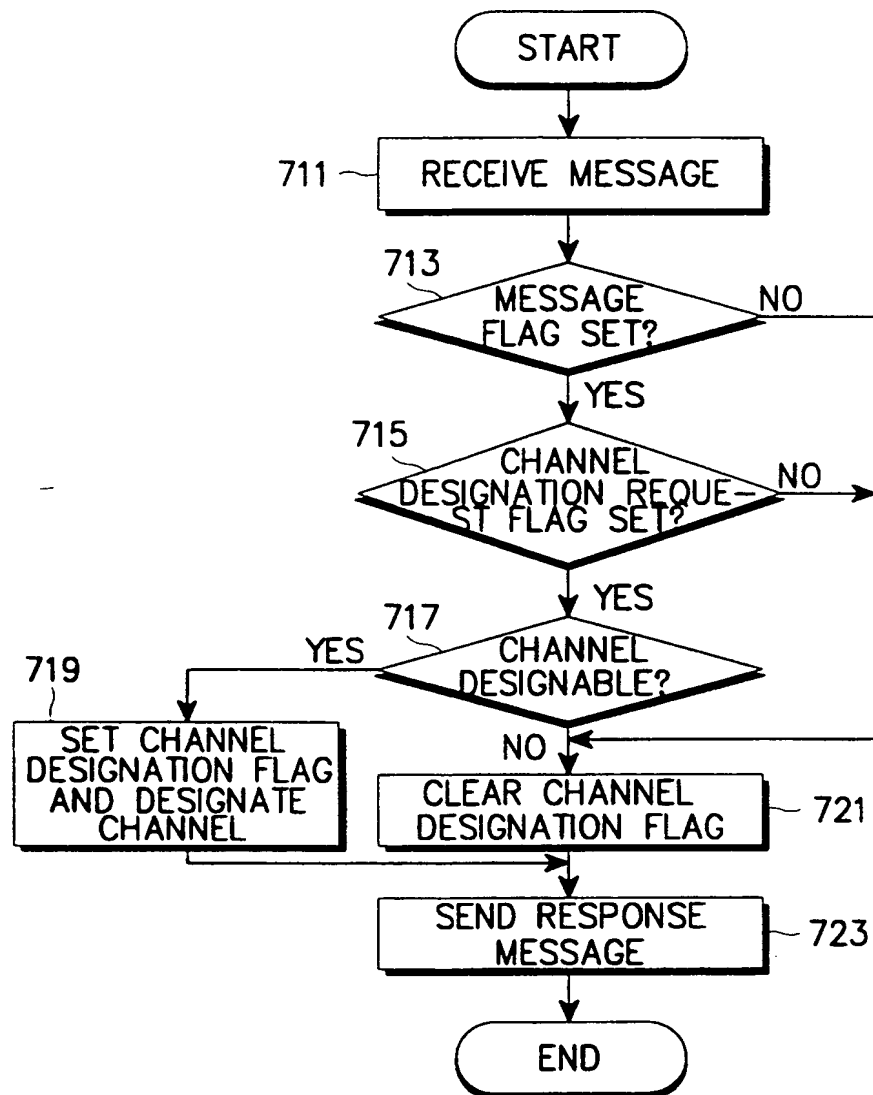 START
711
RECEIVE MESSAGE
713
MESSAGE
FLAG SET?
NO
YES
715
CHANNEL
DESIGNATION REQUE-
ST FLAG SET?
NO
YES
717
CHANNEL
DESIGNABLE?
YES
719
SET CHANNEL
DESIGNATION FLAG
AND DESIGNATE
CHANNEL
NO
CLEAR CHANNEL
DESIGNATION FLAG
721
SEND RESPONSE
MESSAGE
723
END